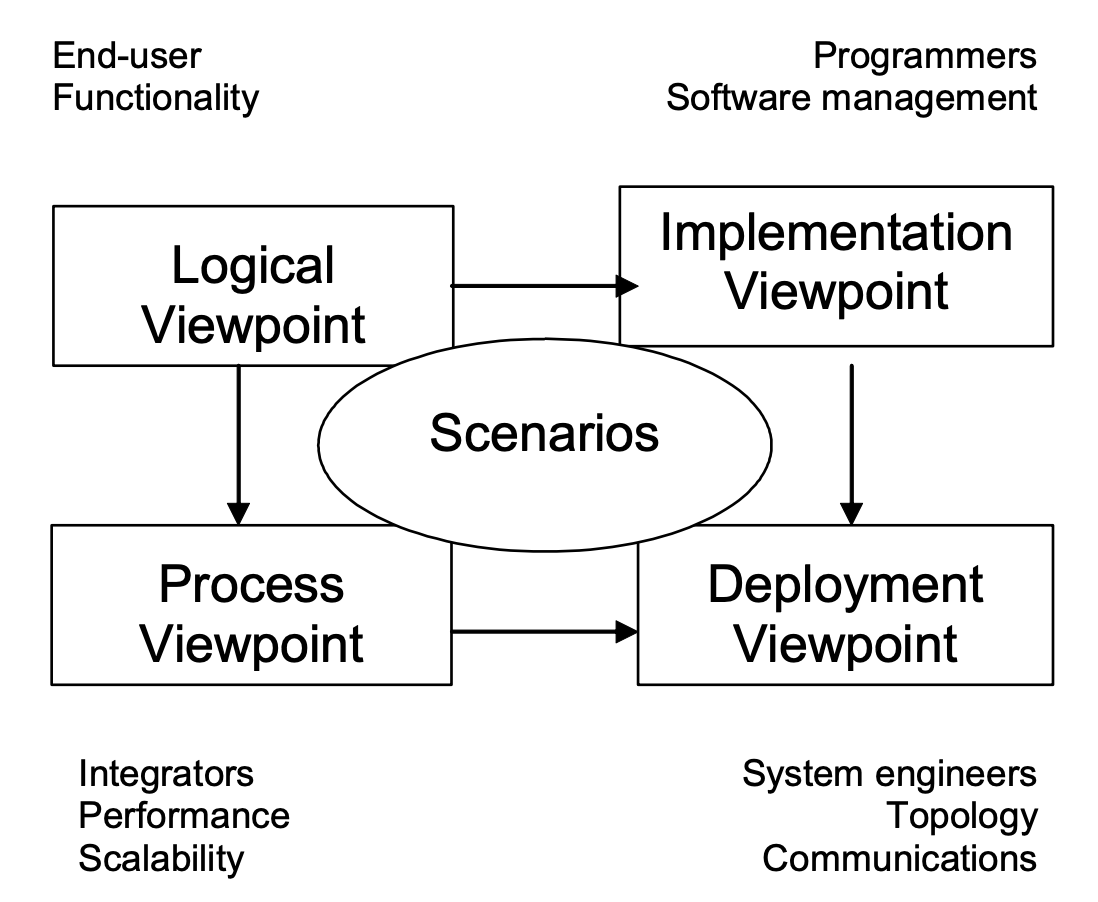 End-user
Functionality
Programmers
Software management
Logical
Viewpoint
Implementation
Viewpoint
Scenarios
Process
Viewpoint
Deployment
Viewpoint
Integrators
Performance
Scalability
System engineers
Topology
Communications